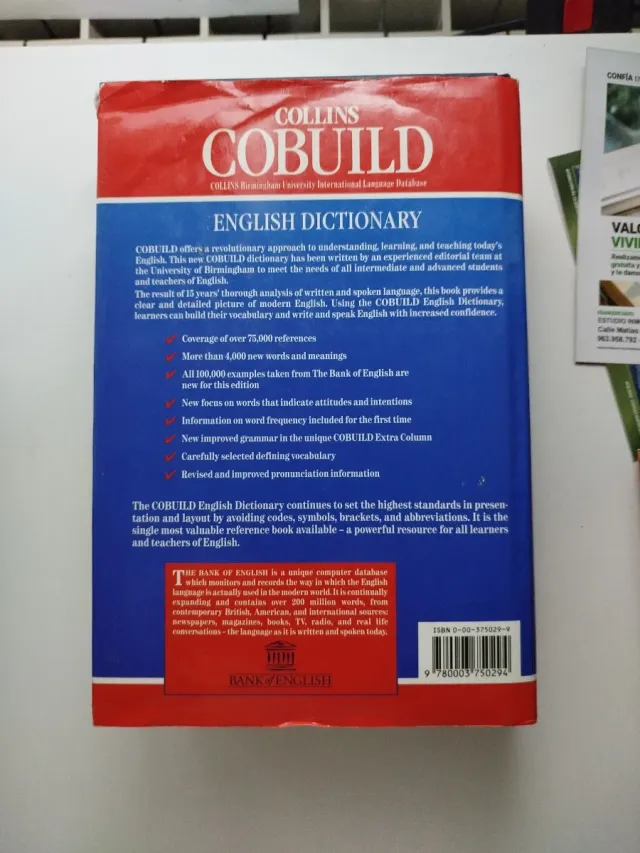 COLLINS
COBUILD
COLLINS Birmingham University International Language Database
ENGLISH DICTIONARY
COBUILD offers a revolutionary approach to understanding, learning, and teaching today's
English. This new COBUILD dictionary has been written by an experienced editorial team at
the University of Birmingham to meet the needs of all intermediate and advanced students
and teachers of English.
The result of 15 years' thorough analysis of written and spoken language, this book provides a
clear and detailed picture of modern English. Using the COBUILD English Dictionary,
learners can build their vocabulary and write and speak English with increased confidence.
Coverage of over 75,000 references
More than 4,000 new words and meanings
All 100,000 examples taken from The Bank of English are
new for this edition
New focus on words that indicate attitudes and intentions
Information on word frequency included for the first time
New improved grammar in the unique COBUILD Extra Column
Carefully selected defining vocabulary
Revised and improved pronunciation information
The COBUILD English Dictionary continues to set the highest standards in presen-
tation and layout by avoiding codes, symbols, brackets, and abbreviations. It is the
single most valuable reference book available – a powerful resource for all learners
and teachers of English.
THE BANK OF ENGLISH is a unique computer database
which monitors and records the way in which the English
language is actually used in the modern world. It is continually
expanding and contains over 200 million words, from
contemporary British, American, and international sources:
newspapers, magazines, books, TV, radio, and real life
conversations – the language as it is written and spoken today.
BANK of ENGLISH
ISBN 0-00-375029-9
9 780003 750294
CONFÍA
VIVI
gratuita y
Calle Matías
963.958.792